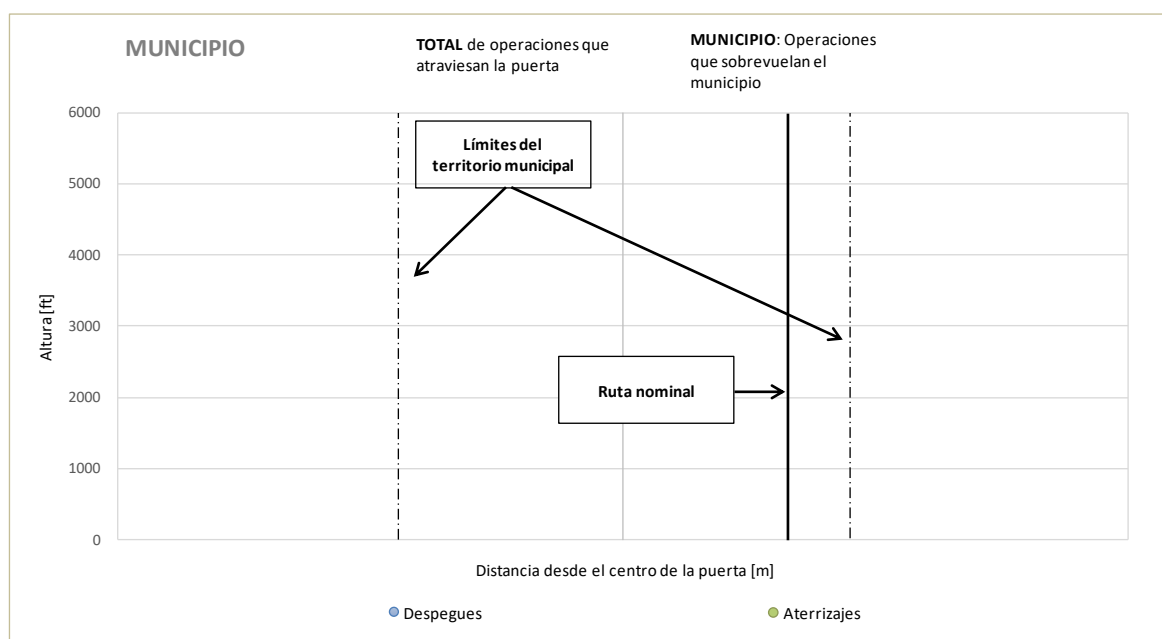 MUNICIPIO
TOTAL de operaciones que
atraviesan la puerta
MUNICIPIO: Operaciones
que sobrevuelan el
municipio
6000
5000
4000
3000
2000
1000
0
Altura [ft]
Límites del
territorio municipal
Ruta nominal
Distancia desde el centro de la puerta [m]
Despegues
Aterrizajes